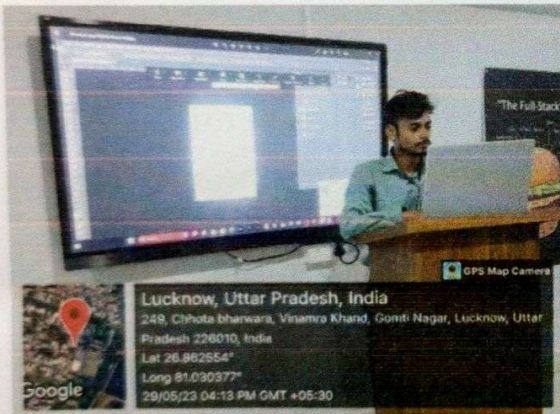 "The Full-Stack
GPS Map Camera
Lucknow, Uttar Pradesh, India
249, Chhota bharwara, Vinamra Khand, Gomti Nagar, Lucknow, Uttar
Pradesh 226010, India
Lat 26.862554°
Long 81.030377°
29/05/23 04:13 PM GMT +05:30
Google